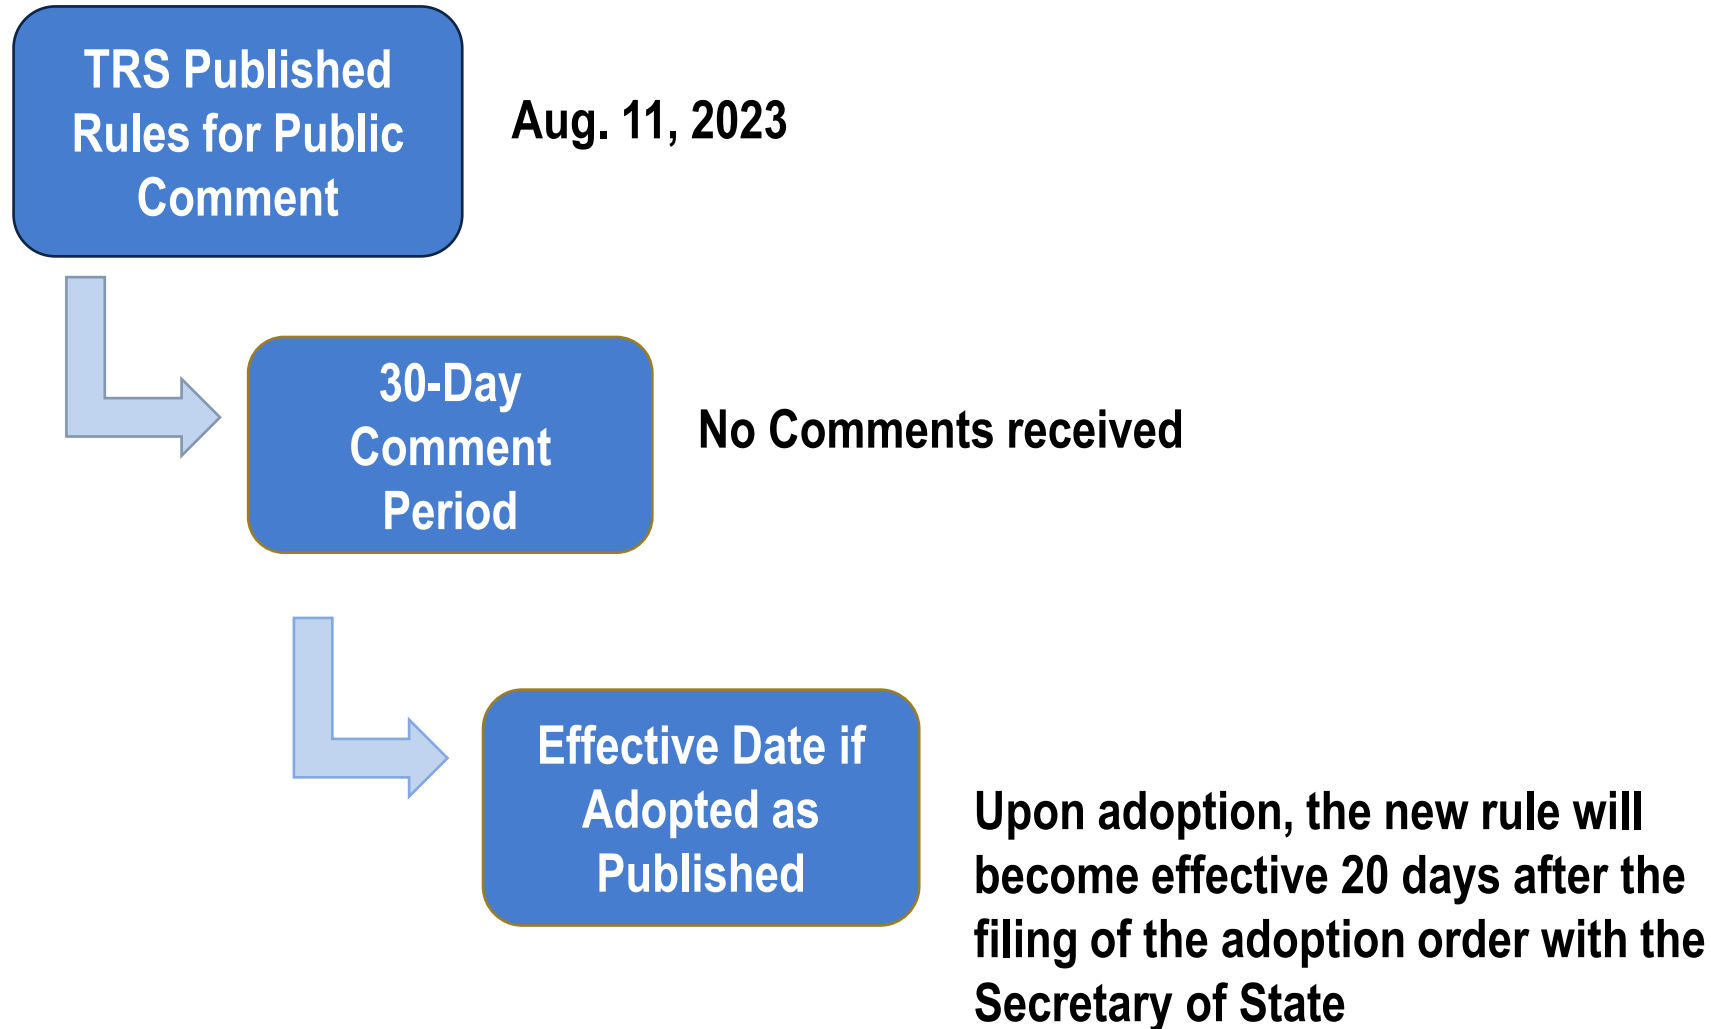 TRS Published
Rules for Public
Comment
Aug. 11, 2023
30-Day
Comment
Period
No Comments received
Effective Date if
Adopted as
Published
Upon adoption, the new rule will
become effective 20 days after the
filing of the adoption order with the
Secretary of State